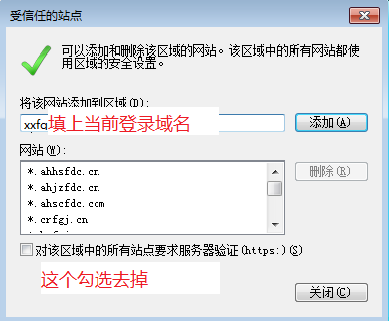 受信任的站点
可以添加和删除该区域的网站。该区域中的所有网站都使
用区域的安全设置。
将该网站添加到区域(D):
填上当前登录域名
添加(A)
网站(W):
*.ahhsfdc.cn
*.ahjzfdc.cn
*.ahscfdc.com
*.crfgj.cn
删除(R)
对该区域中的所有站点要求服务器验证(https:)(S)
这个勾选去掉
关闭(C)